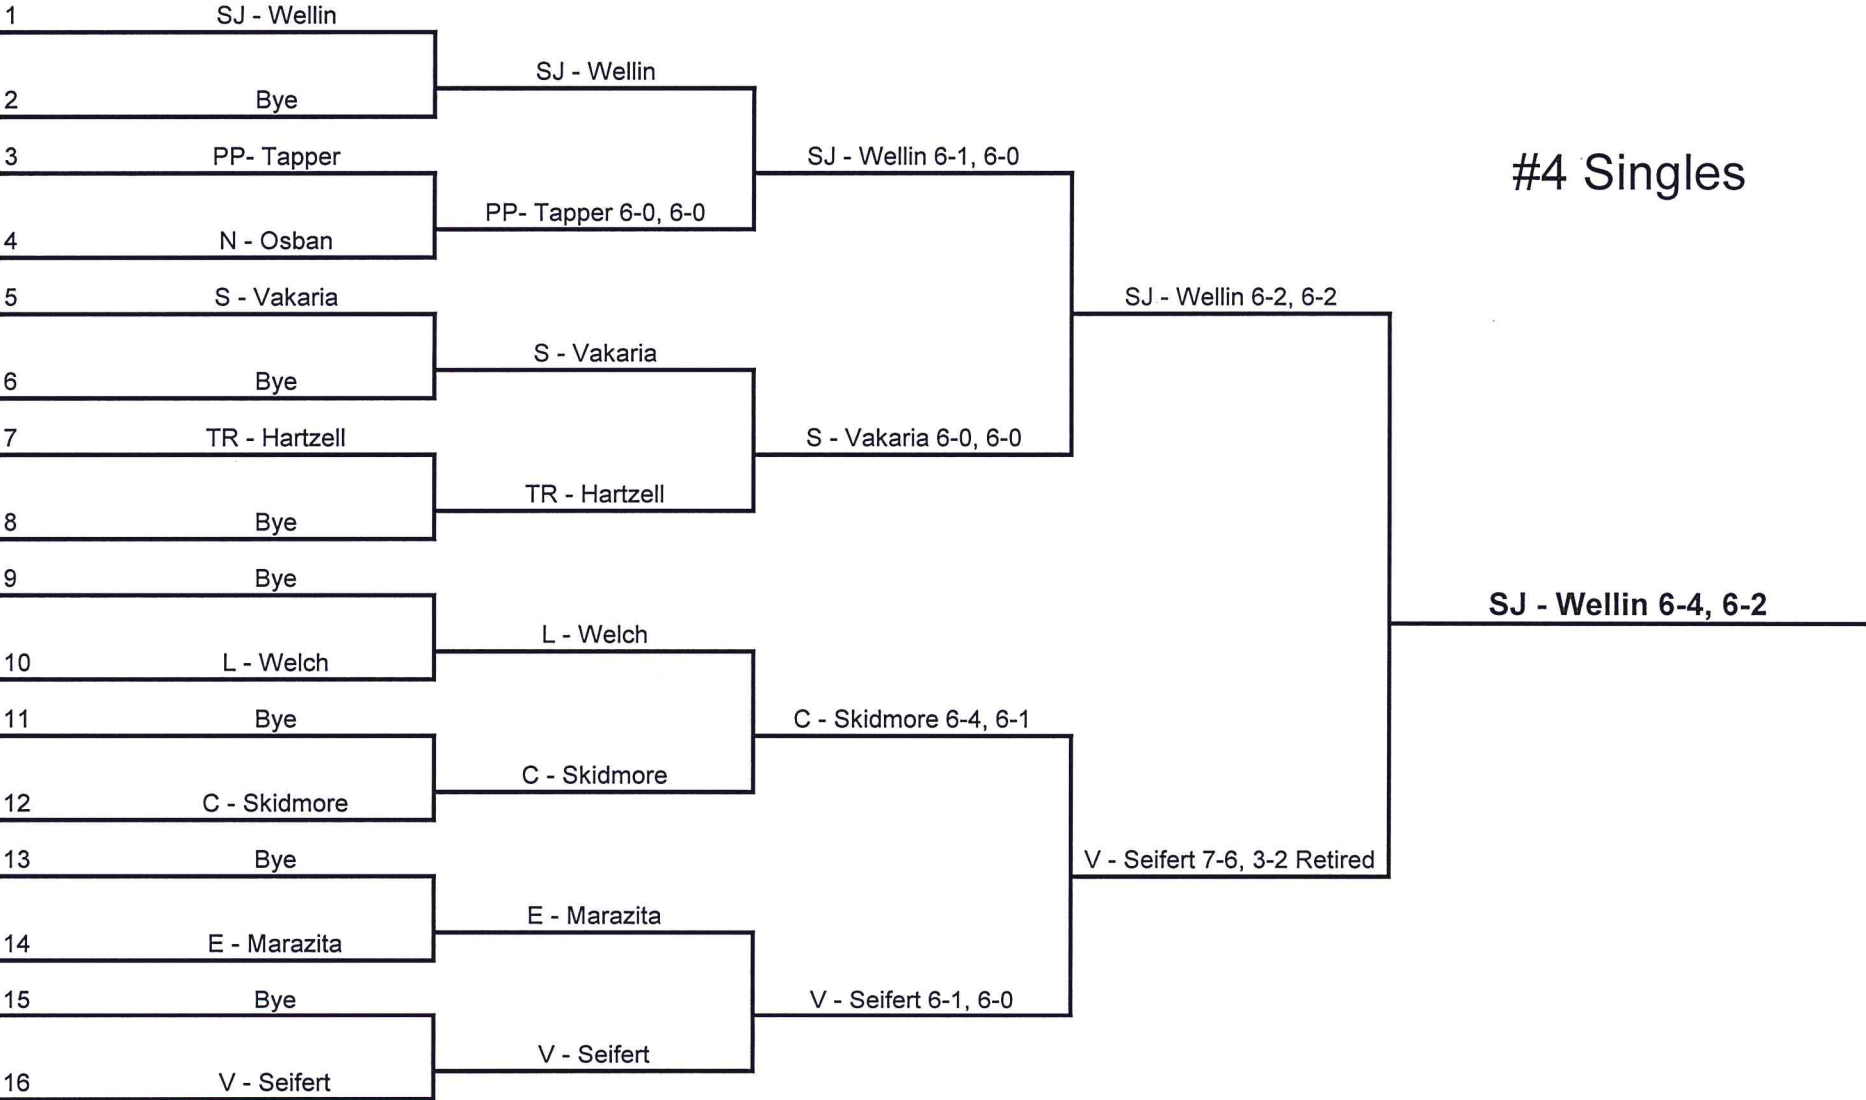 1 SJ - Wellin
SJ - Wellin
2 Bye
3 PP- Tapper
SJ - Wellin 6-1, 6-0
#4 Singles
PP- Tapper 6-0, 6-0
4 N - Osban
5 S - Vakaria
SJ - Wellin 6-2, 6-2
S - Vakaria
6 Bye
7 TR - Hartzell
S - Vakaria 6-0, 6-0
TR - Hartzell
8 Bye
9 Bye
SJ - Wellin 6-4, 6-2
L - Welch
10 L - Welch
11 Bye
C - Skidmore 6-4, 6-1
C - Skidmore
12 C - Skidmore
13 Bye
V - Seifert 7-6, 3-2 Retired
E - Marazita
14 E - Marazita
15 Bye
V - Seifert 6-1, 6-0
V - Seifert
16 V - Seifert